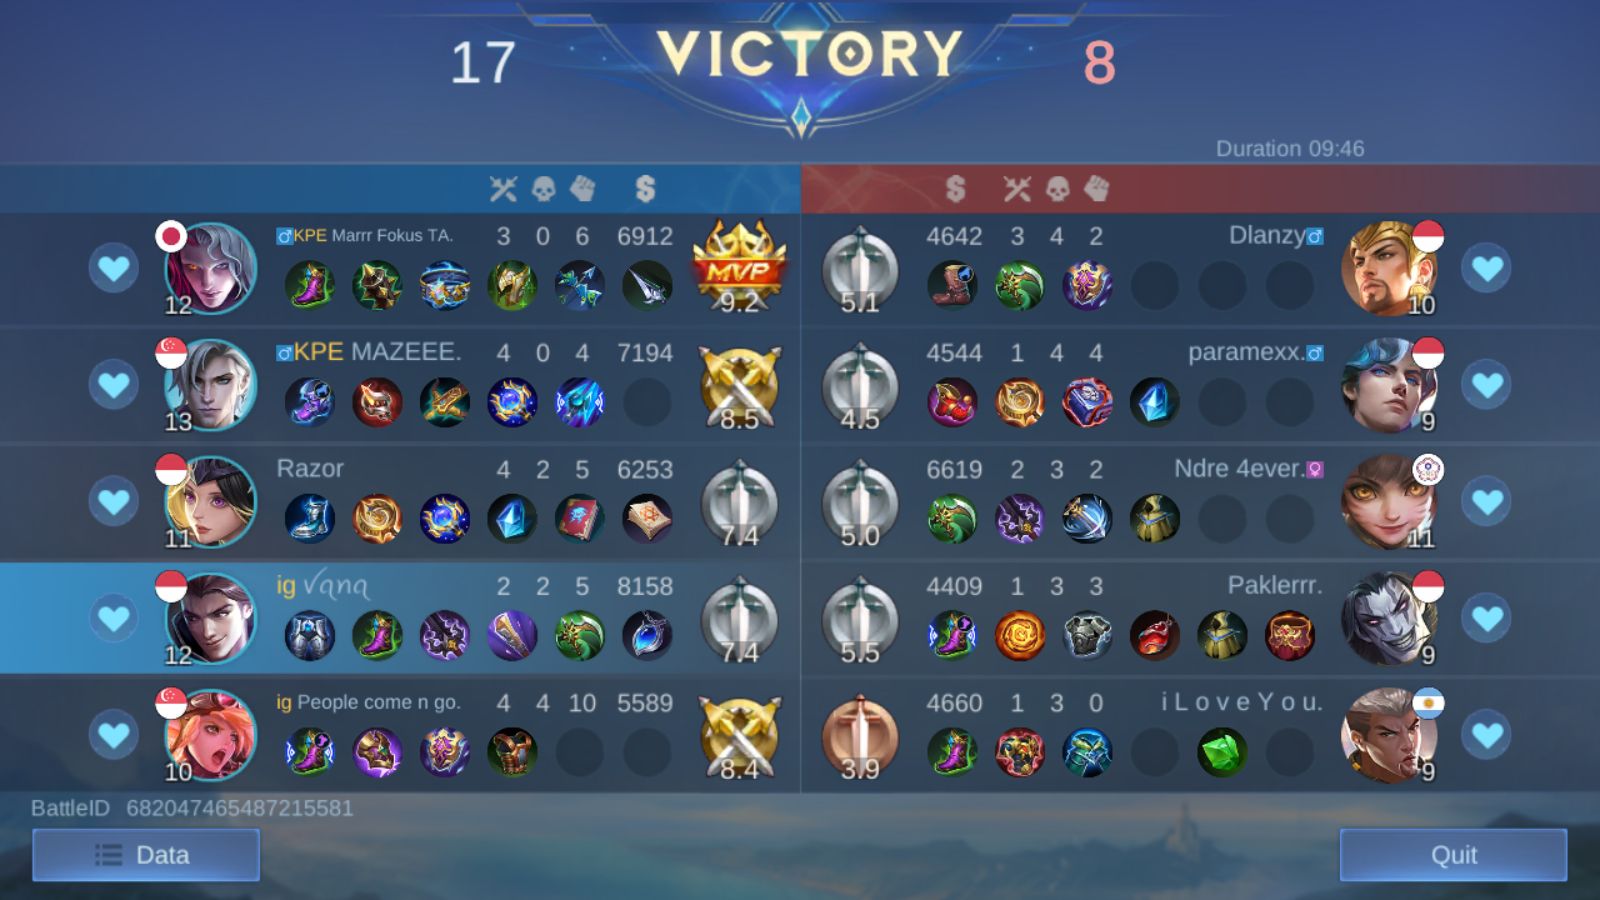 17 VICTORY 8
Duration 09:46
KPE Marrr Fokus TA. 3 0 6 6912
12 MVP 9.2
KPE MAZEEE. 4 0 4 7194
13 8.5
Razor 4 2 5 6253
11 7.4
ig Vana 2 2 5 8158
12 7.4
ig People come n go. 4 4 10 5589
10 8.4
4642 3 4 2 Dlanzy
5.1 10
4544 1 4 4 paramexx.
4.5 9
6619 2 3 2 Ndre 4ever.
5.0 11
4409 1 3 3 Paklerrr.
5.5 9
4660 1 3 0 i L o v e Y o u.
3.9 9
BattleID 682047465487215581
Data Quit